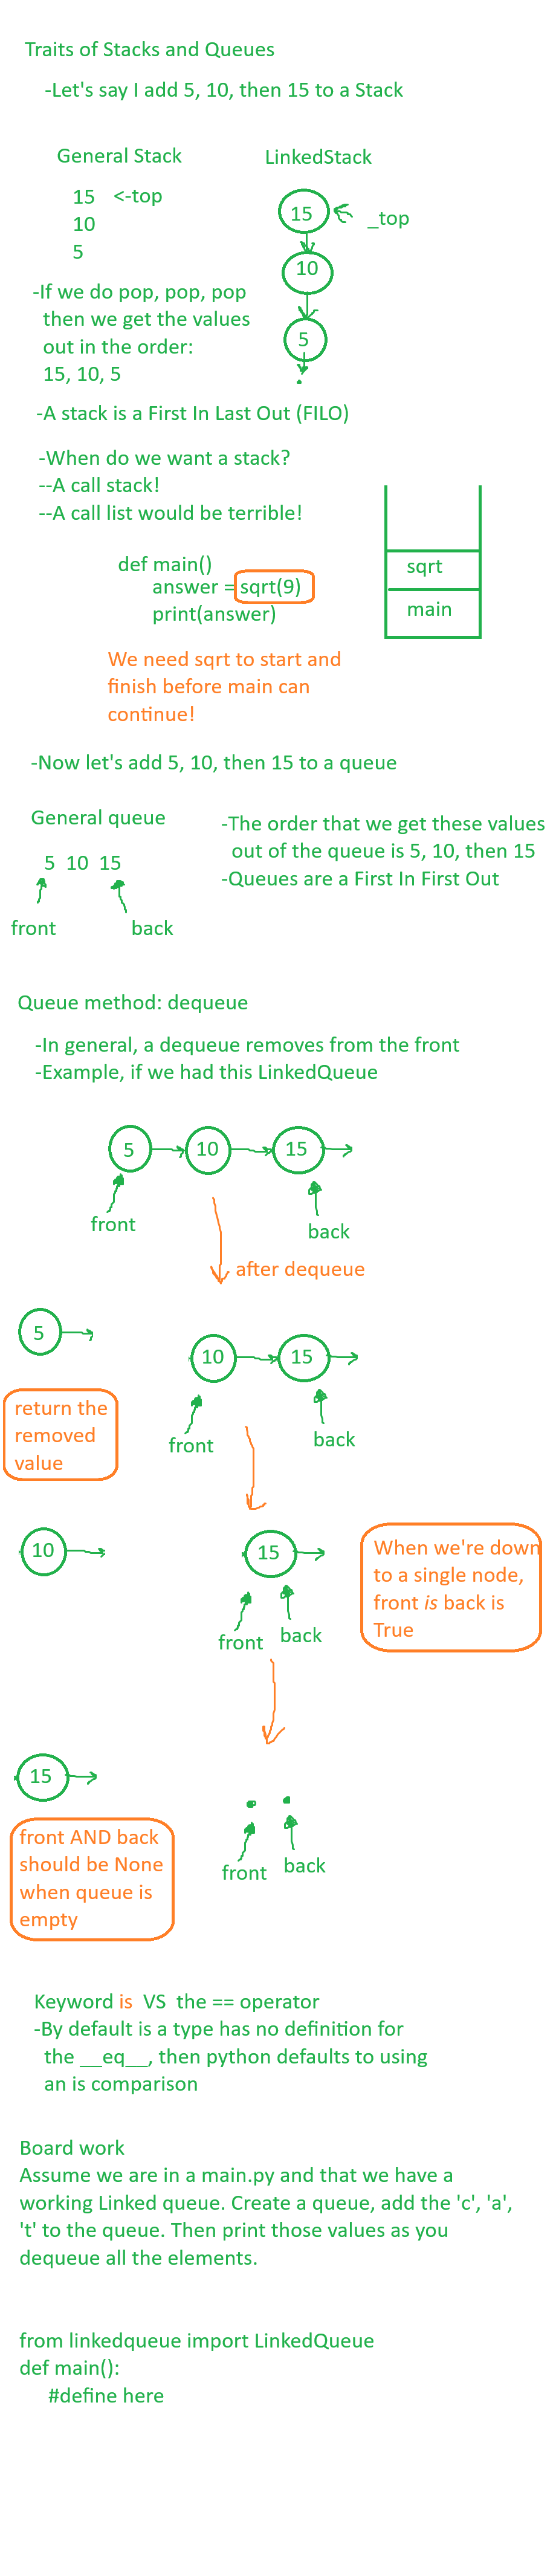 Traits of Stacks and Queues
-Let's say I add 5, 10, then 15 to a Stack
General Stack
15 <-top
10
5
LinkedStack
15
_top
10
5
-If we do pop, pop, pop
then we get the values
out in the order:
15, 10, 5
-A stack is a First In Last Out (FILO)
-When do we want a stack?
--A call stack!
--A call list would be terrible!
def main()
answer = sqrt(9)
print(answer)
sqrt
main
We need sqrt to start and
finish before main can
continue!
-Now let's add 5, 10, then 15 to a queue
General queue
5 10 15
front
back
-The order that we get these values
out of the queue is 5, 10, then 15
-Queues are a First In First Out
Queue method: dequeue
-In general, a dequeue removes from the front
-Example, if we had this LinkedQueue
5 10 15
front
back
after dequeue
5
10 15
front
back
return the
removed
value
10
15
front
back
When we're down
to a single node,
front is back is
True
15
front
back
front AND back
should be None
when queue is
empty
Keyword is VS the == operator
-By default is a type has no definition for
the __eq__, then python defaults to using
an is comparison
Board work
Assume we are in a main.py and that we have a
working Linked queue. Create a queue, add the 'c', 'a',
't' to the queue. Then print those values as you
dequeue all the elements.
from linkedqueue import LinkedQueue
def main():
#define here